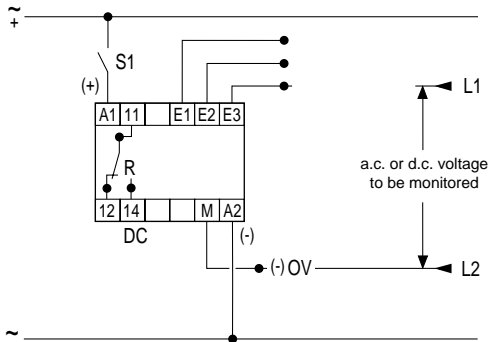 ~
+
S1
(+)
L1
A1 11 E1 E2 E3
a.c. or d.c. voltage
to be monitored
R
12 14 M A2
DC
(-)
(-) OV
L2
~